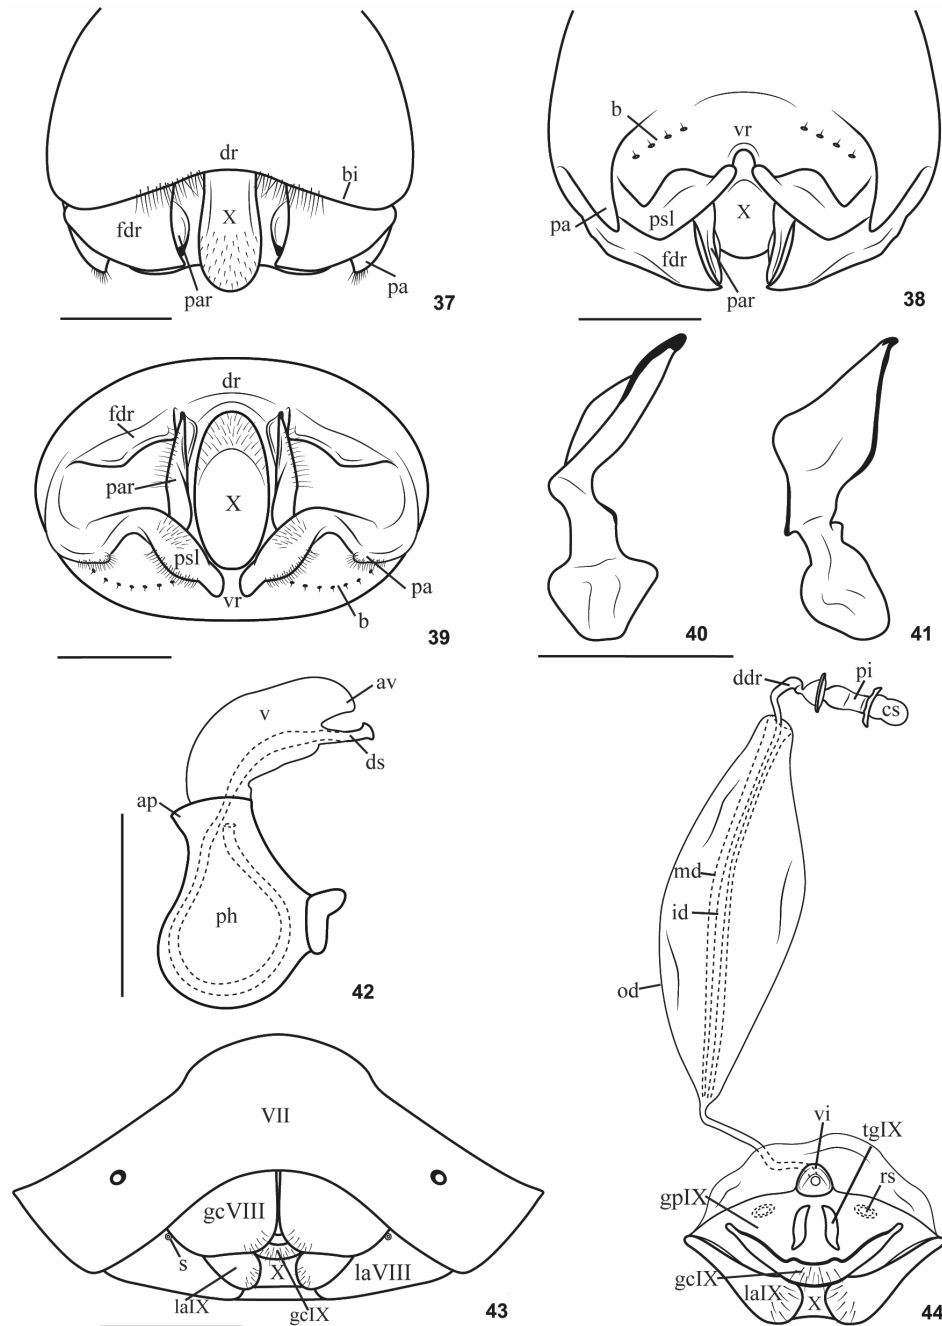 dr
bi
fdr
X
par
pa
37
b
vr
psl
X
pa
fdr
par
38
dr
fdr
par
X
psl
vr
pa
b
39
40
41
av
v
ds
ap
ph
42
ddr
pi
cs
md
id
od
vi
tgIX
gpIX
rs
gcIX
laIX
X
44
VII
gcVIII
s
X
laVIII
laIX
gcIX
43